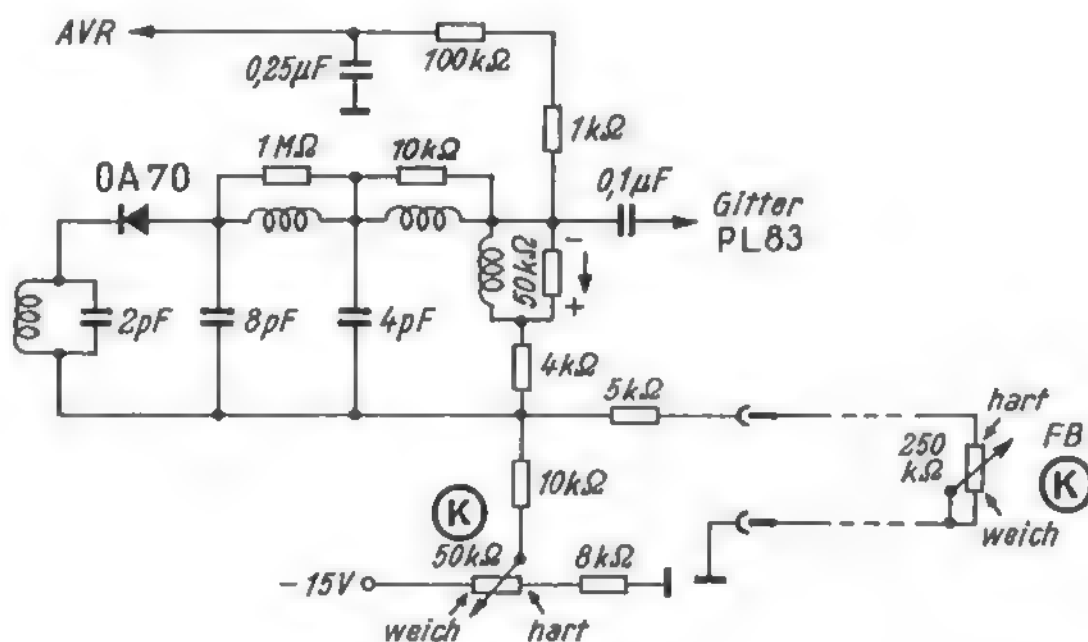 AVR
100kΩ
0,25µF
1kΩ
1MΩ
10kΩ
0A70
0,1µF
Gitter
PL83
-
50kΩ
+
2pF
8pF
4pF
4kΩ
5kΩ
hart
250
kΩ
FB
K
weich
10kΩ
K
50kΩ
8kΩ
-15V
weich
hart